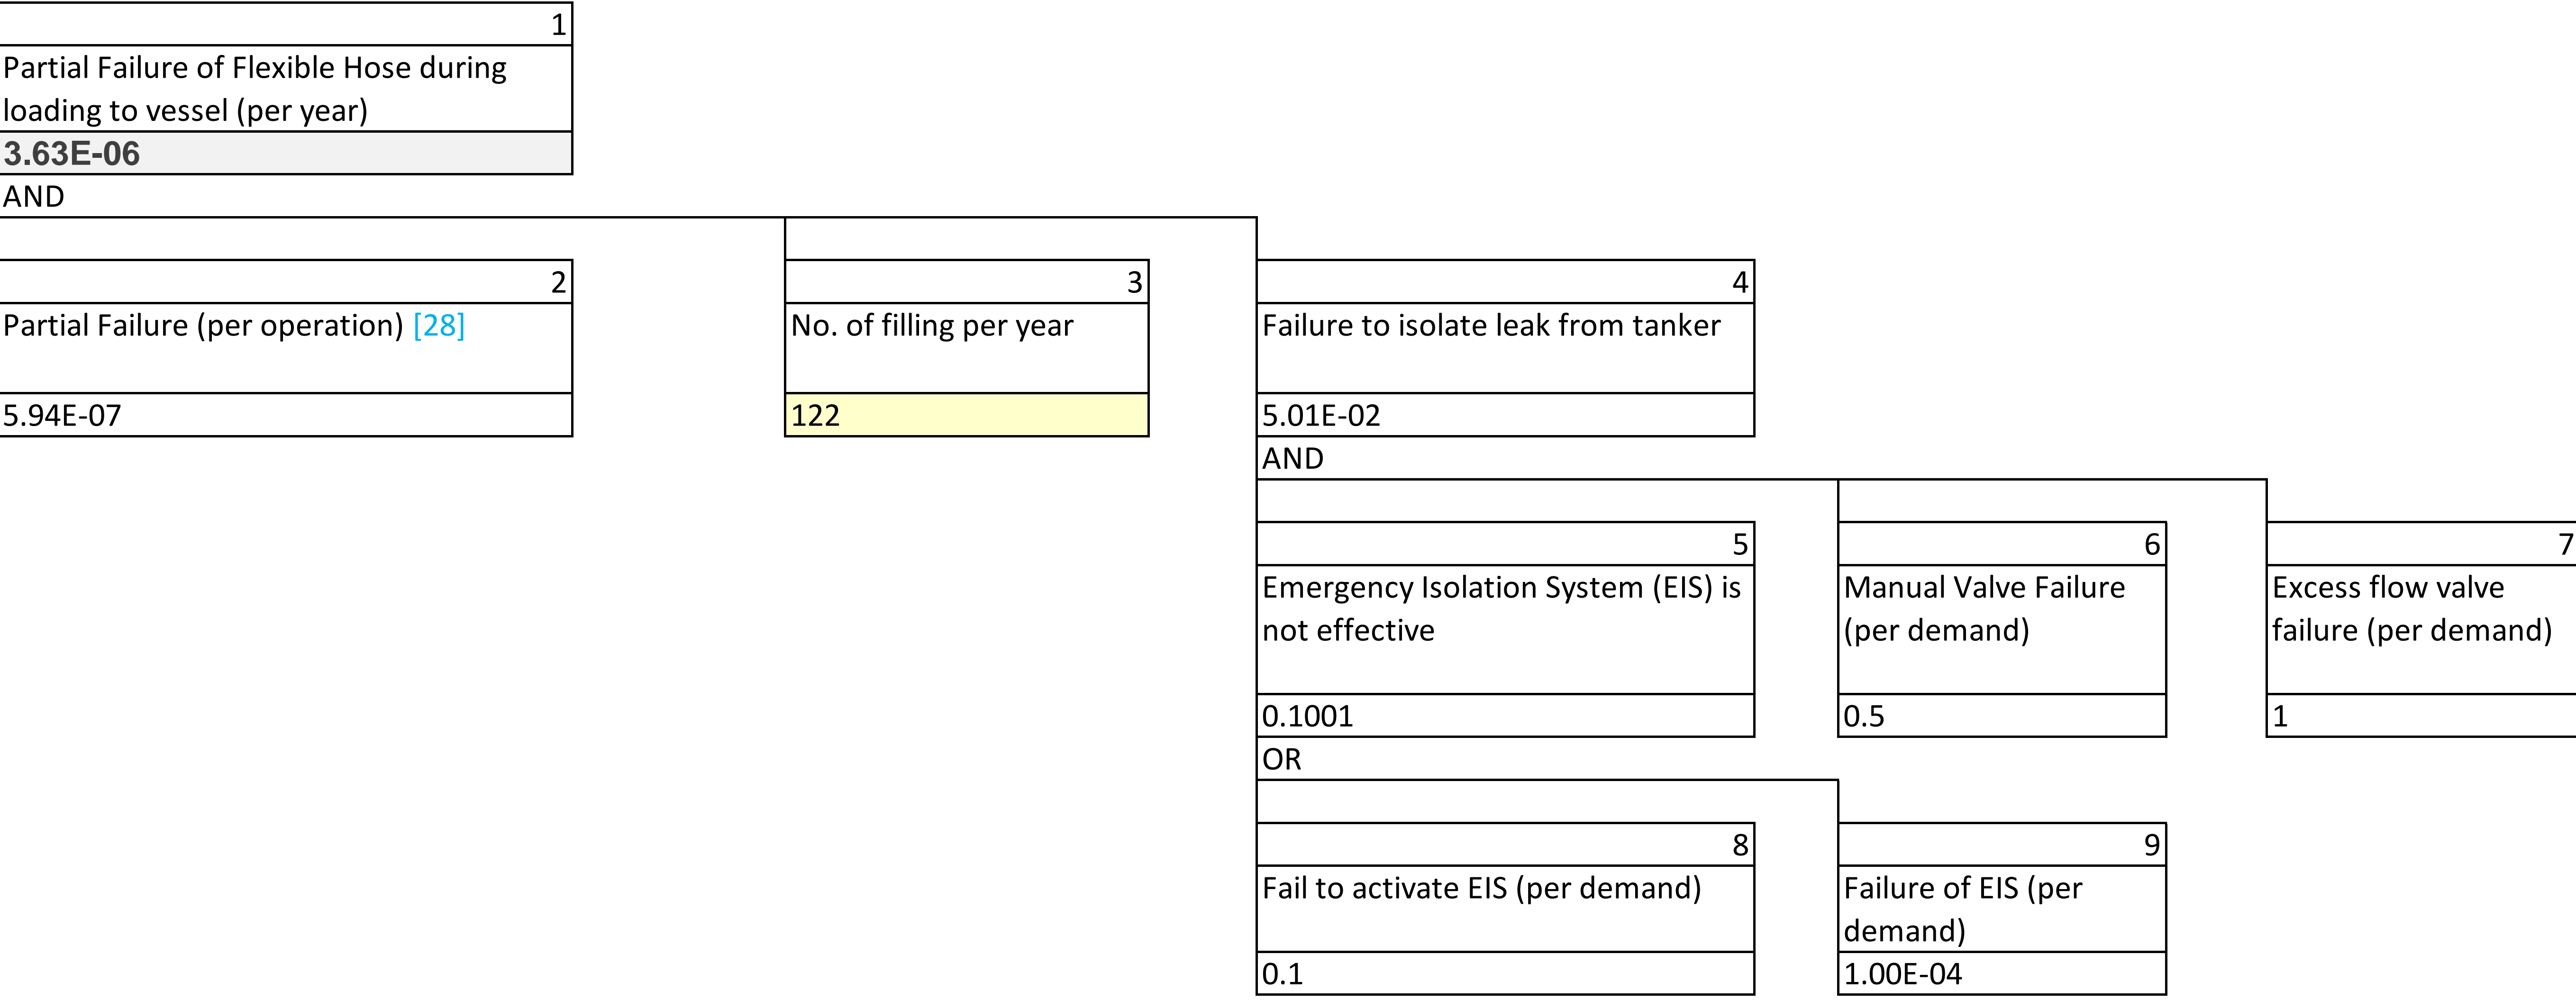 1
Partial Failure of Flexible Hose during
loading to vessel (per year)
3.63E-06
AND
2
Partial Failure (per operation) [28]
5.94E-07
3
No. of filling per year
122
4
Failure to isolate leak from tanker
5.01E-02
AND
5
Emergency Isolation System (EIS) is
not effective
0.1001
6
Manual Valve Failure
(per demand)
0.5
7
Excess flow valve
failure (per demand)
1
OR
8
Fail to activate EIS (per demand)
0.1
9
Failure of EIS (per
demand)
1.00E-04